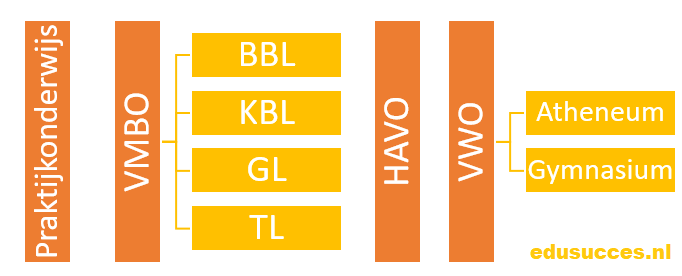 Praktijkonderwijs
VMBO
BBL
KBL
GL
TL
HAVO
VWO
Atheneum
Gymnasium
edusucces.nl